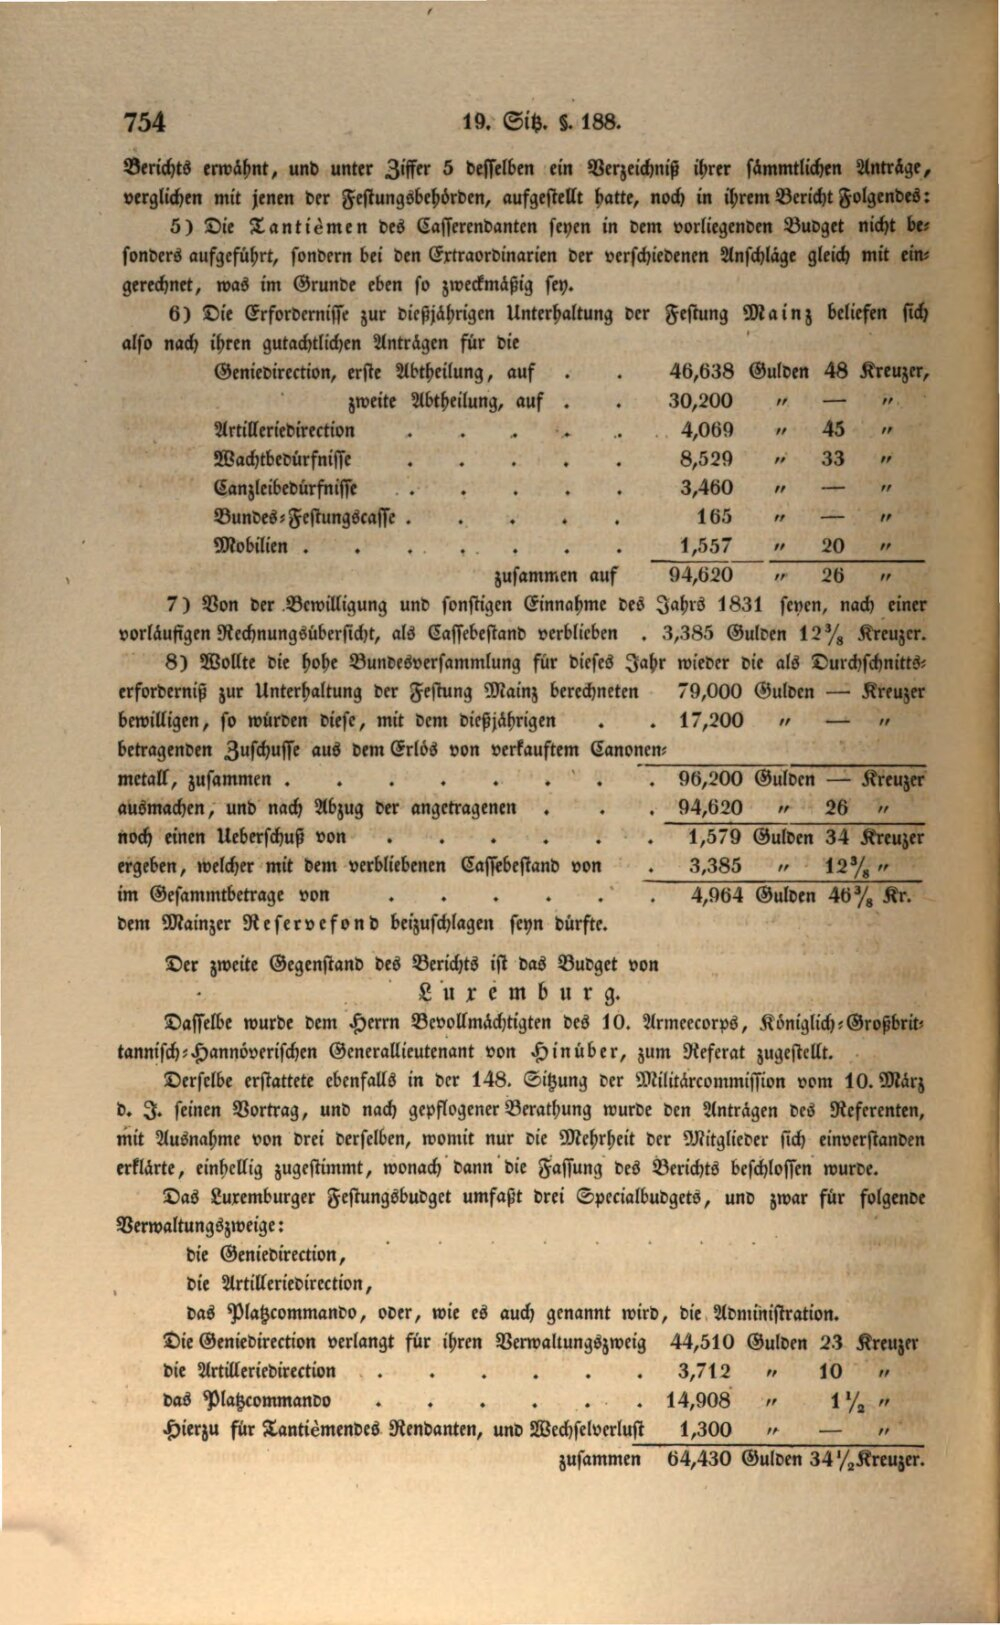 754 19. Sitz. §. 188.
Berichts erwähnt, und unter Ziffer 5 desselben ein Verzeichniß ihrer sämmtlichen Anträge,
verglichen mit jenen der Festungsbehörden, aufgestellt hatte, noch in ihrem Bericht Folgendes:
5) Die Tantièmen des Casserendanten seyen in dem vorliegenden Budget nicht be-
sonders aufgeführt, sondern bei den Extraordinarien der verschiedenen Anschläge gleich mit ein-
gerechnet, was im Grunde eben so zweckmäßig sey.
6) Die Erfordernisse zur dießjährigen Unterhaltung der Festung Mainz beliefen sich
also nach ihren gutachtlichen Anträgen für die
Geniedirection, erste Abtheilung, auf . . 46,638 Gulden 48 Kreuzer,
zweite Abtheilung, auf . . 30,200 „ — „
Artilleriedirection . . . . . 4,069 „ 45 „
Wachtbedürfnisse . . . . . 8,529 „ 33 „
Canzleibedürfnisse . . . . . 3,460 „ — „
Bundes-Festungscasse . . . . . 165 „ — „
Mobilien . . . . . . . 1,557 „ 20 „
zusammen auf 94,620 „ 26 „
7) Von der Bewilligung und sonstigen Einnahme des Jahrs 1831 seyen, nach einer
vorläufigen Rechnungsübersicht, als Cassebestand verblieben . 3,385 Gulden 12 3/8 Kreuzer.
8) Wollte die hohe Bundesversammlung für dieses Jahr wieder die als Durchschnitts-
erforderniß zur Unterhaltung der Festung Mainz berechneten 79,000 Gulden — Kreuzer
bewilligen, so würden diese, mit dem dießjährigen . . 17,200 „ — „
betragenden Zuschusse aus dem Erlös von verkauftem Canonen-
metall, zusammen . . . . . . . . 96,200 Gulden — Kreuzer
ausmachen, und nach Abzug der angetragenen . . . 94,620 „ 26 „
noch einen Ueberschuß von . . . . . . 1,579 Gulden 34 Kreuzer
ergeben, welcher mit dem verbliebenen Cassebestand von . 3,385 „ 12 3/8 „
im Gesammtbetrage von . . . . . . 4,964 Gulden 46 3/8 Kr.
dem Mainzer Reservefond beizuschlagen seyn dürfte.
Der zweite Gegenstand des Berichts ist das Budget von
Luxemburg.
Dasselbe wurde dem Herrn Bevollmächtigten des 10. Armeecorps, Königlich-Großbrit-
tannisch-Hannöverischen Generallieutenant von Hinüber, zum Referat zugestellt.
Derselbe erstattete ebenfalls in der 148. Sitzung der Militärcommission vom 10. März
d. J. seinen Vortrag, und nach gepflogener Berathung wurde den Anträgen des Referenten,
mit Ausnahme von drei derselben, womit nur die Mehrheit der Mitglieder sich einverstanden
erklärte, einhellig zugestimmt, wonach dann die Fassung des Berichts beschlossen wurde.
Das Luxemburger Festungsbudget umfaßt drei Specialbudgets, und zwar für folgende
Verwaltungszweige:
die Geniedirection,
die Artilleriedirection,
das Platzcommando, oder, wie es auch genannt wird, die Administration.
Die Geniedirection verlangt für ihren Verwaltungszweig 44,510 Gulden 23 Kreuzer
die Artilleriedirection . . . . . . 3,712 „ 10 „
das Platzcommando . . . . . . 14,908 „ 1 1/2 „
Hierzu für Tantièmendes Rendanten, und Wechselverlust 1,300 „ — „
zusammen 64,430 Gulden 34 1/2 Kreuzer.